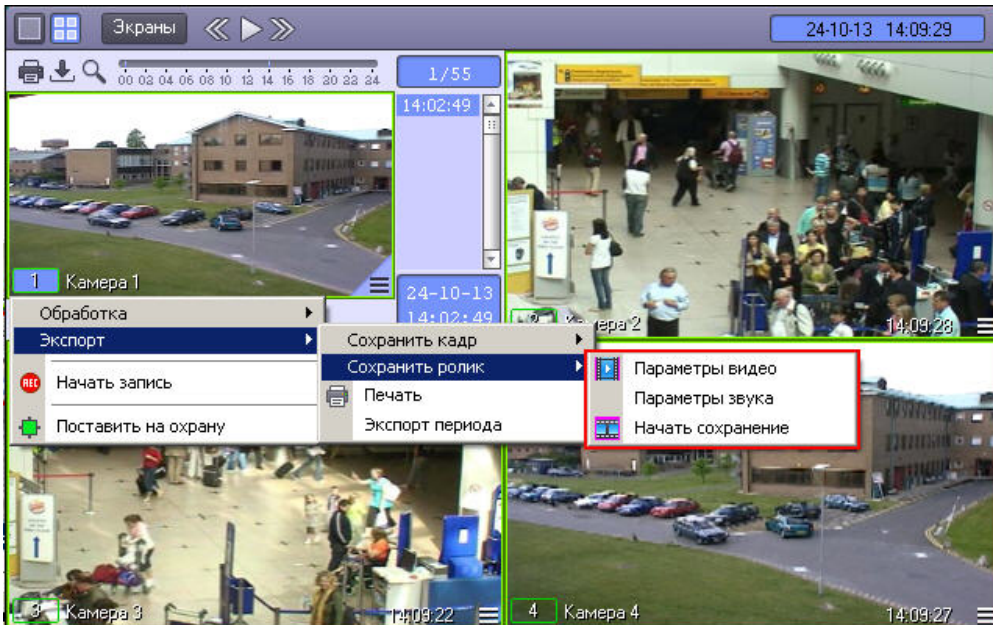 Экраны
24-10-13 14:09:29
00 02 04 06 08 10 12 14 16 18 20 22 24
1/55
14:02:49
1 Камера 1
24-10-13
14:02:49
Камера 2
14:09:28
Обработка
Экспорт
REC Начать запись
Поставить на охрану
Сохранить кадр
Сохранить ролик
Печать
Экспорт периода
Параметры видео
Параметры звука
Начать сохранение
3 Камера 3
14:09:22
4 Камера 4
14:09:27